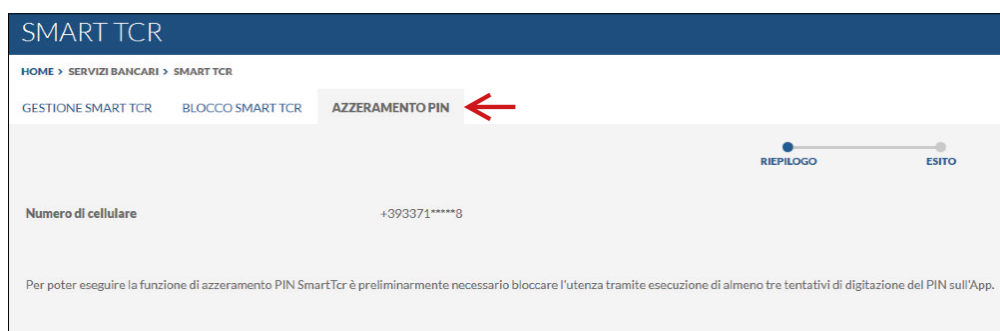 SMART TCR
HOME > SERVIZI BANCARI > SMART TCR
GESTIONE SMART TCR BLOCCO SMART TCR AZZERAMENTO PIN
RIEPILOGO ESITO
Numero di cellulare +393371*****8
Per poter eseguire la funzione di azzeramento PIN SmartTcr è preliminarmente necessario bloccare l'utenza tramite esecuzione di almeno tre tentativi di digitazione del PIN sull'App.